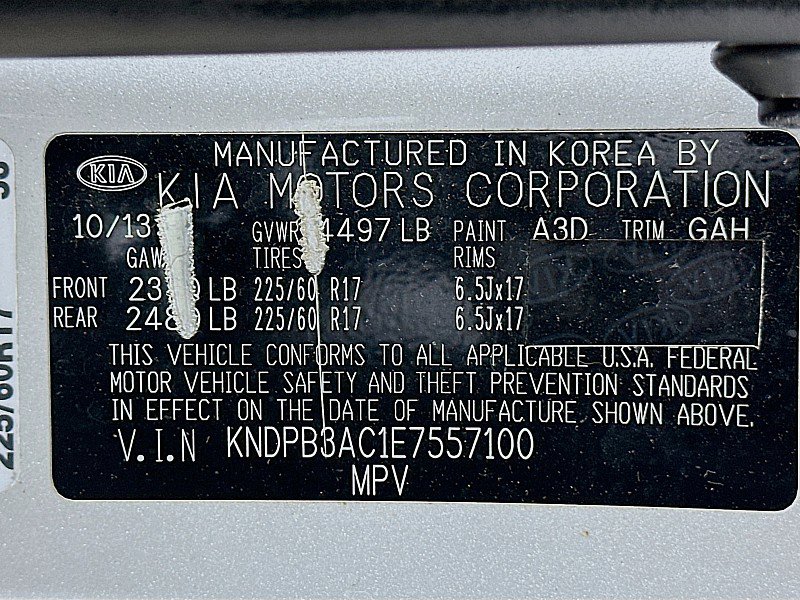 MANUFACTURED IN KOREA BY
KIA KIA MOTORS CORPORATION
10/13 GVWR 4497 LB PAINT A3D TRIM GAH
TIRES RIMS
FRONT LB 225/60 R17 6.5Jx17
REAR LB 225/60 R17 6.5Jx17
THIS VEHICLE CONFORMS TO ALL APPLICABLE U.S.A. FEDERAL
MOTOR VEHICLE SAFETY AND THEFT PREVENTION STANDARDS
IN EFFECT ON THE DATE OF MANUFACTURE SHOWN ABOVE.
V.I.N KNDPB3AC1E7557100
MPV
225/60R17